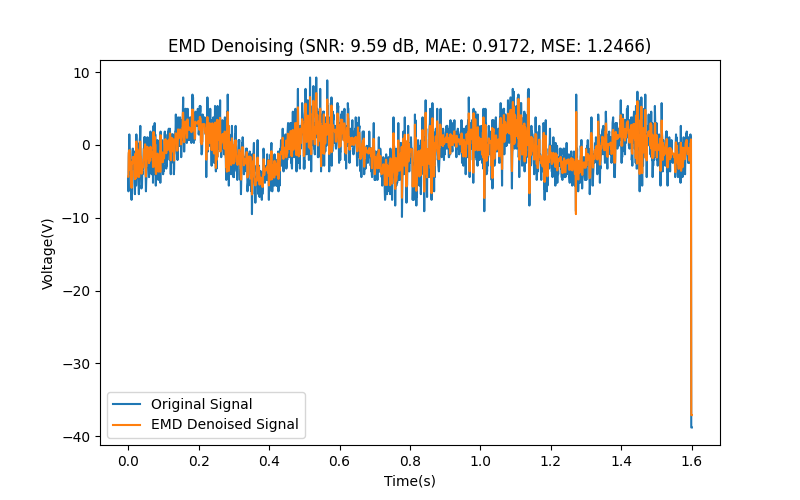 EMD Denoising (SNR: 9.59 dB, MAE: 0.9172, MSE: 1.2466)
10
0
−10
−20
−30
−40
Voltage(V)
Original Signal
EMD Denoised Signal
0.0 0.2 0.4 0.6 0.8 1.0 1.2 1.4 1.6
Time(s)